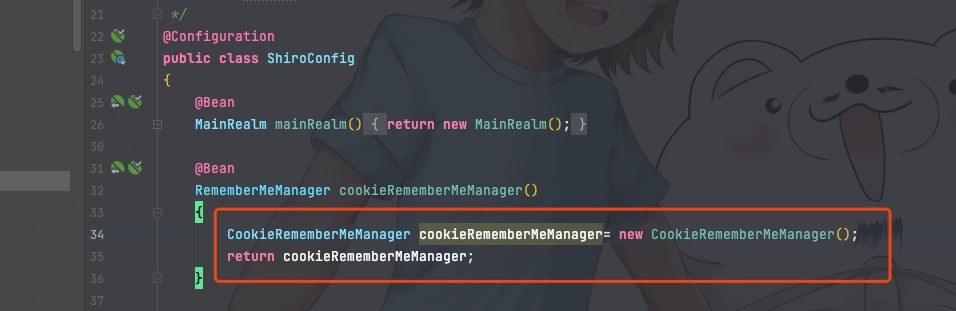 21 */
22 @Configuration
23 public class ShiroConfig
24 {
25 @Bean
26 MainRealm mainRealm() { return new MainRealm(); }
30
31 @Bean
32 RememberMeManager cookieRememberMeManager()
33 {
34 CookieRememberMeManager cookieRememberMeManager= new CookieRememberMeManager();
35 return cookieRememberMeManager;
36 }
37